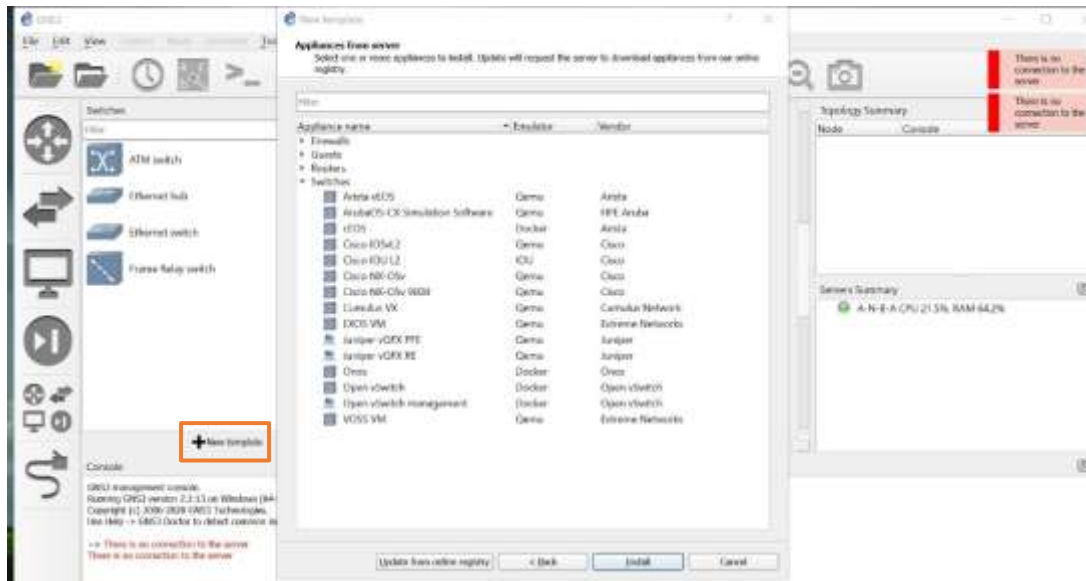 GNS3
File Edit View
New template
Appliances from server
Select one or more appliances to install. Update will request the server to download appliances from our online registry.
Filter
Appliance name Emulator Vendor
Firewalls
Guests
Routers
Switches
Arista vEOS Qemu Arista
ArubaOS-CX Simulation Software Qemu HPE Aruba
cEOS Docker Arista
Cisco IOSvL2 Qemu Cisco
Cisco IOU L2 IOU Cisco
Cisco NX-OSv Qemu Cisco
Cisco NX-OSv 9000 Qemu Cisco
Cumulus VX Qemu Cumulus Network
EXOS VM Qemu Extreme Networks
Juniper vQFX PFE Qemu Juniper
Juniper vQFX RE Qemu Juniper
Onos Docker Onos
Open vSwitch Docker Open vSwitch
Open vSwitch management Docker Open vSwitch
VOSS VM Qemu Extreme Networks
Update from online registry < Back Install Cancel
Switches
Filter
ATM switch
Ethernet hub
Ethernet switch
Frame Relay switch
New template
Console
GNS3 management console.
Running GNS3 version 2.2.13 on Windows (64-
Copyright (c) 2006-2020 GNS3 Technologies.
Use Help -> GNS3 Doctor to detect common
=> There is no connection to the server
There is no connection to the server
Topology Summary
Node Console
There is no connection to the server
There is no connection to the server
Servers Summary
A-N-E-A CPU 21.5%, RAM 64.2%